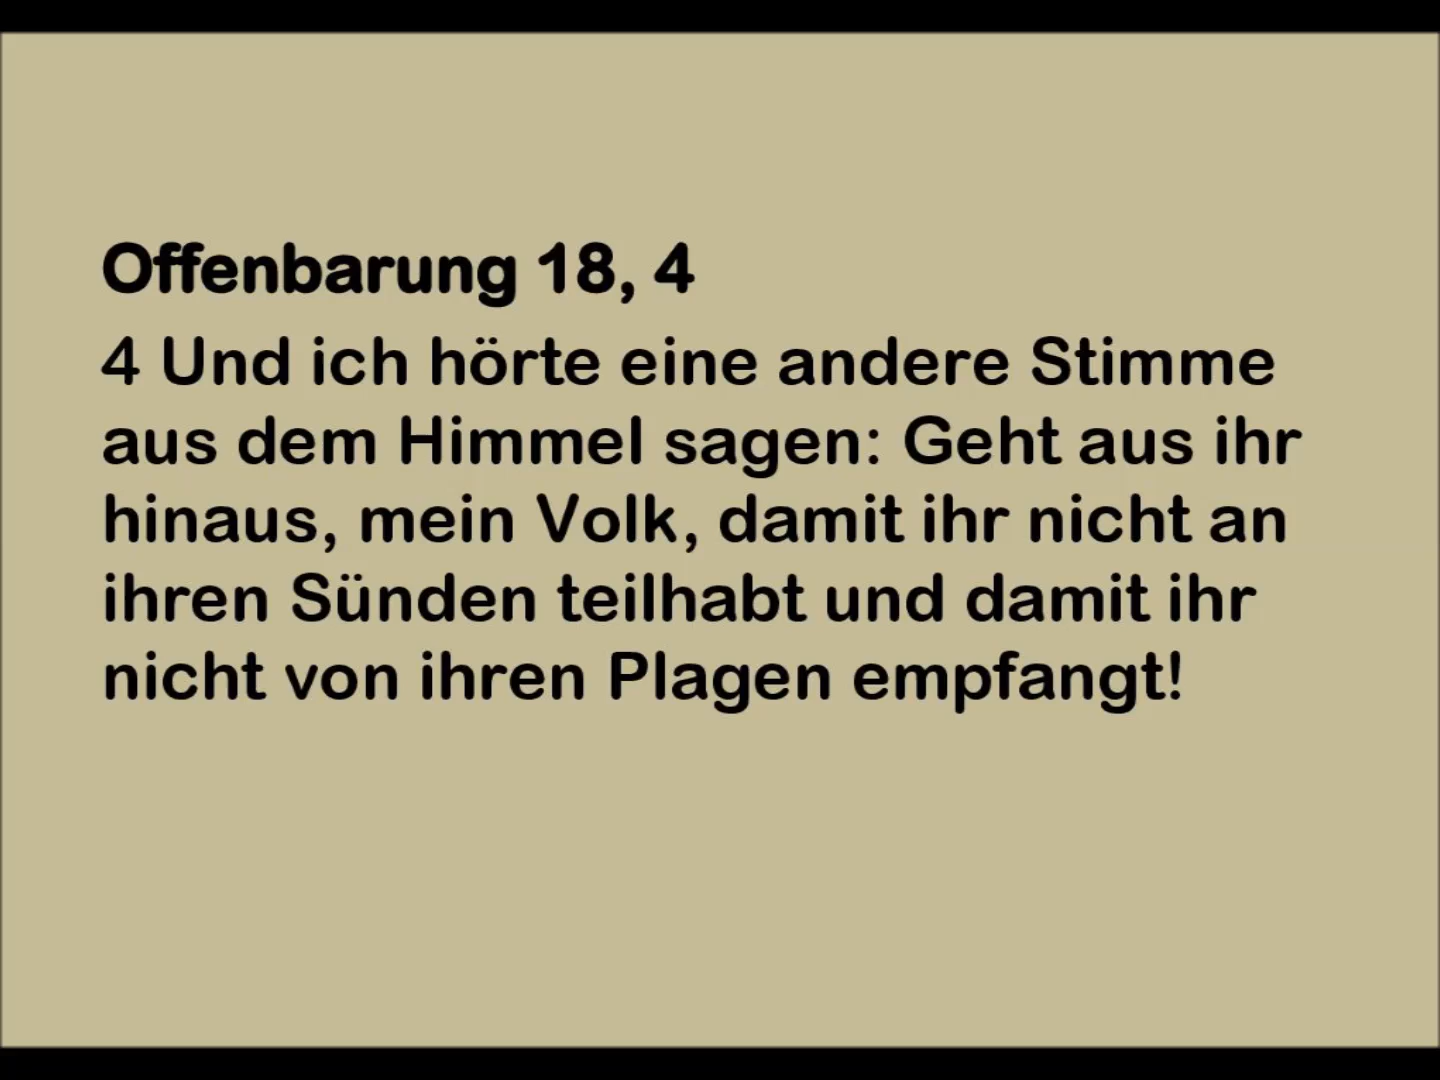 Offenbarung 18, 4
4 Und ich hörte eine andere Stimme
aus dem Himmel sagen: Geht aus ihr
hinaus, mein Volk, damit ihr nicht an
ihren Sünden teilhabt und damit ihr
nicht von ihren Plagen empfangt!